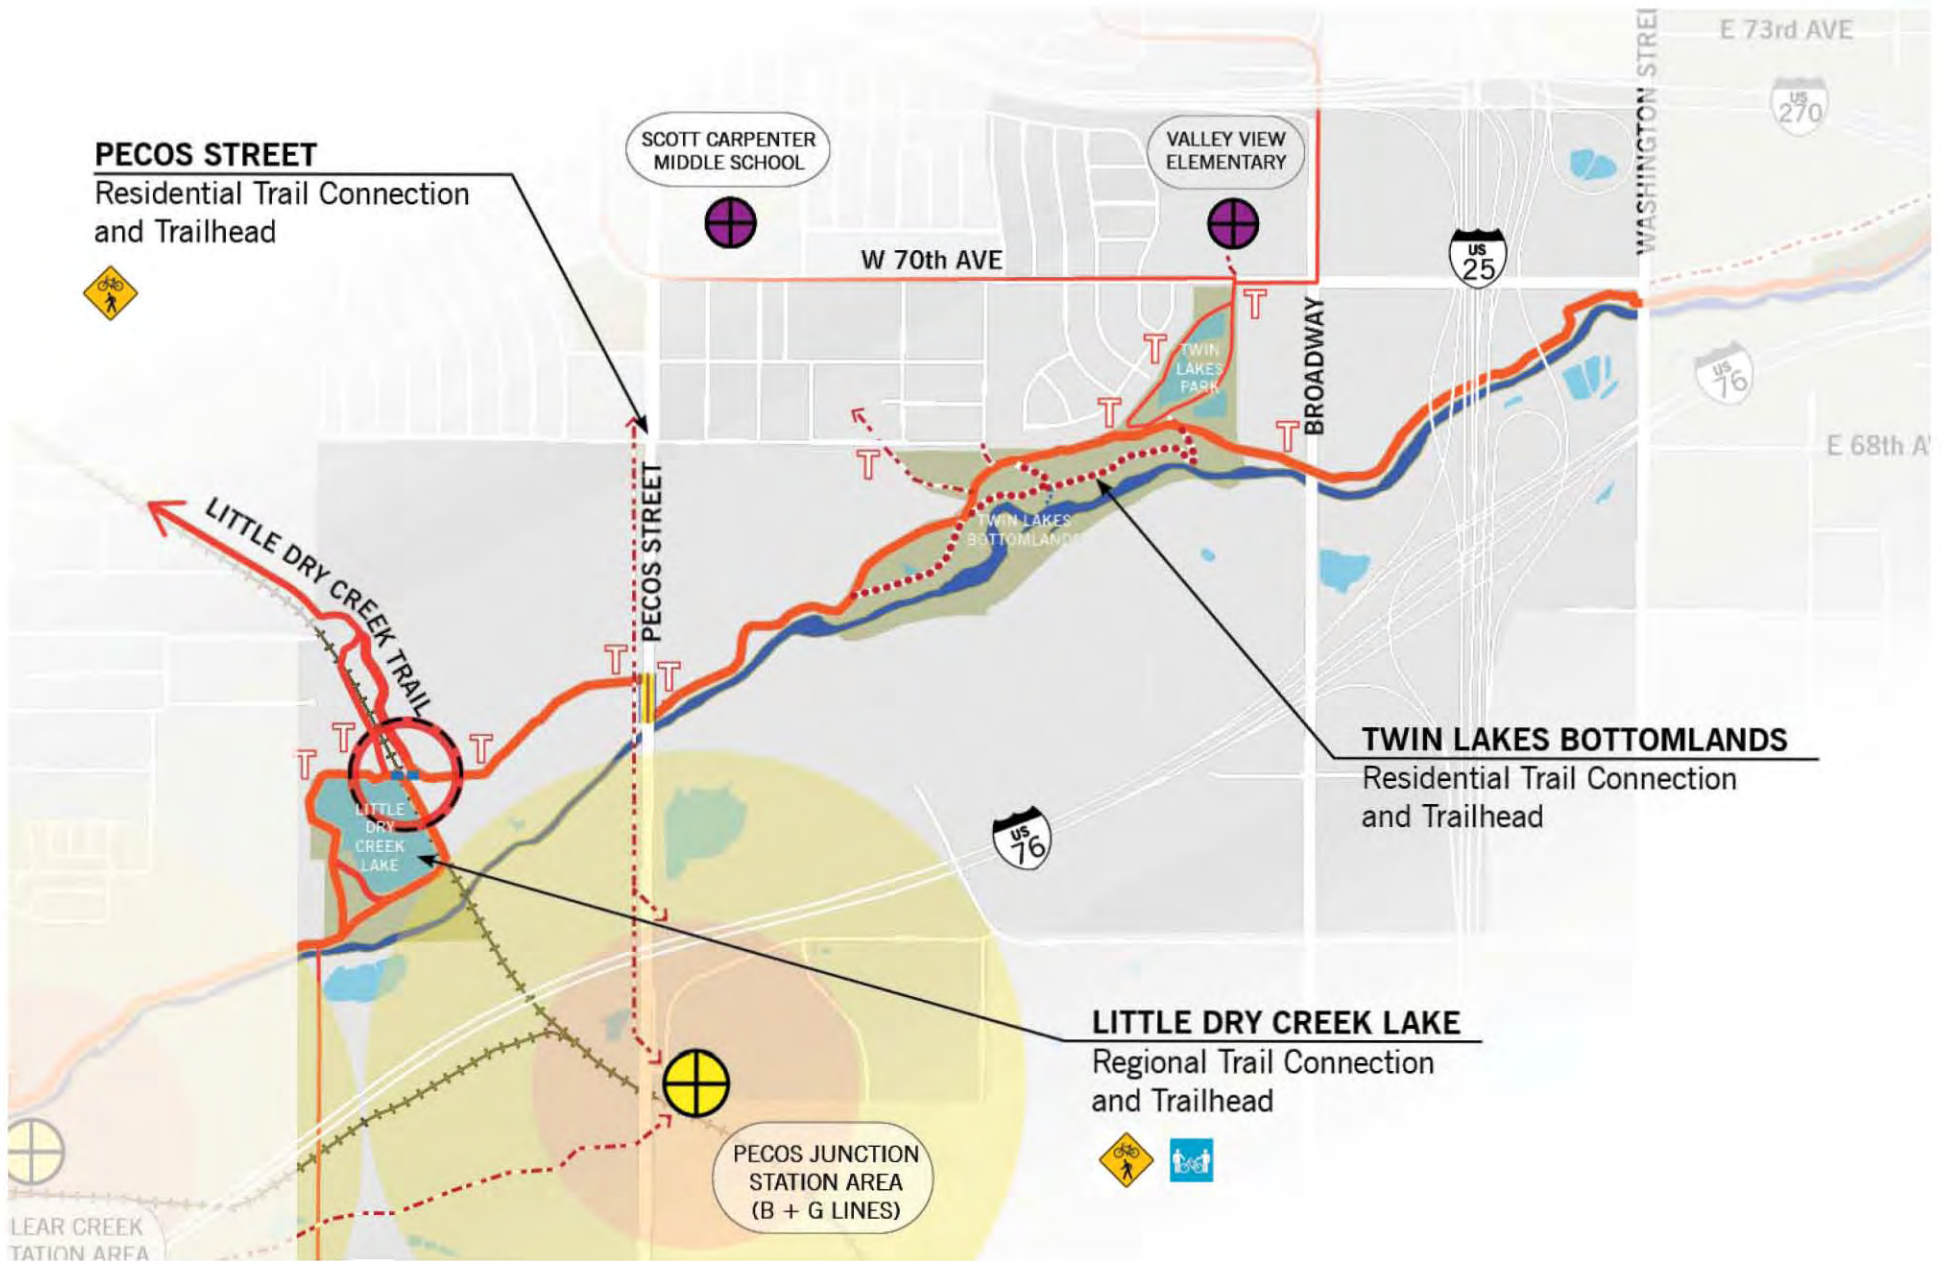 E 73rd AVE
US
270
WASHINGTON STREE
SCOTT CARPENTER
MIDDLE SCHOOL
VALLEY VIEW
ELEMENTARY
PECOS STREET
Residential Trail Connection
and Trailhead
W 70th AVE
US
25
T
T
TWIN
LAKES
PARK
BROADWAY
US
76
T
T
T
E 68th A
LITTLE DRY CREEK TRAIL
PECOS STREET
TWIN LAKES
BOTTOMLANDS
T
T
T
T
T
TWIN LAKES BOTTOMLANDS
Residential Trail Connection
and Trailhead
LITTLE
DRY
CREEK
LAKE
US
76
LITTLE DRY CREEK LAKE
Regional Trail Connection
and Trailhead
PECOS JUNCTION
STATION AREA
(B + G LINES)
LEAR CREEK
TATION AREA